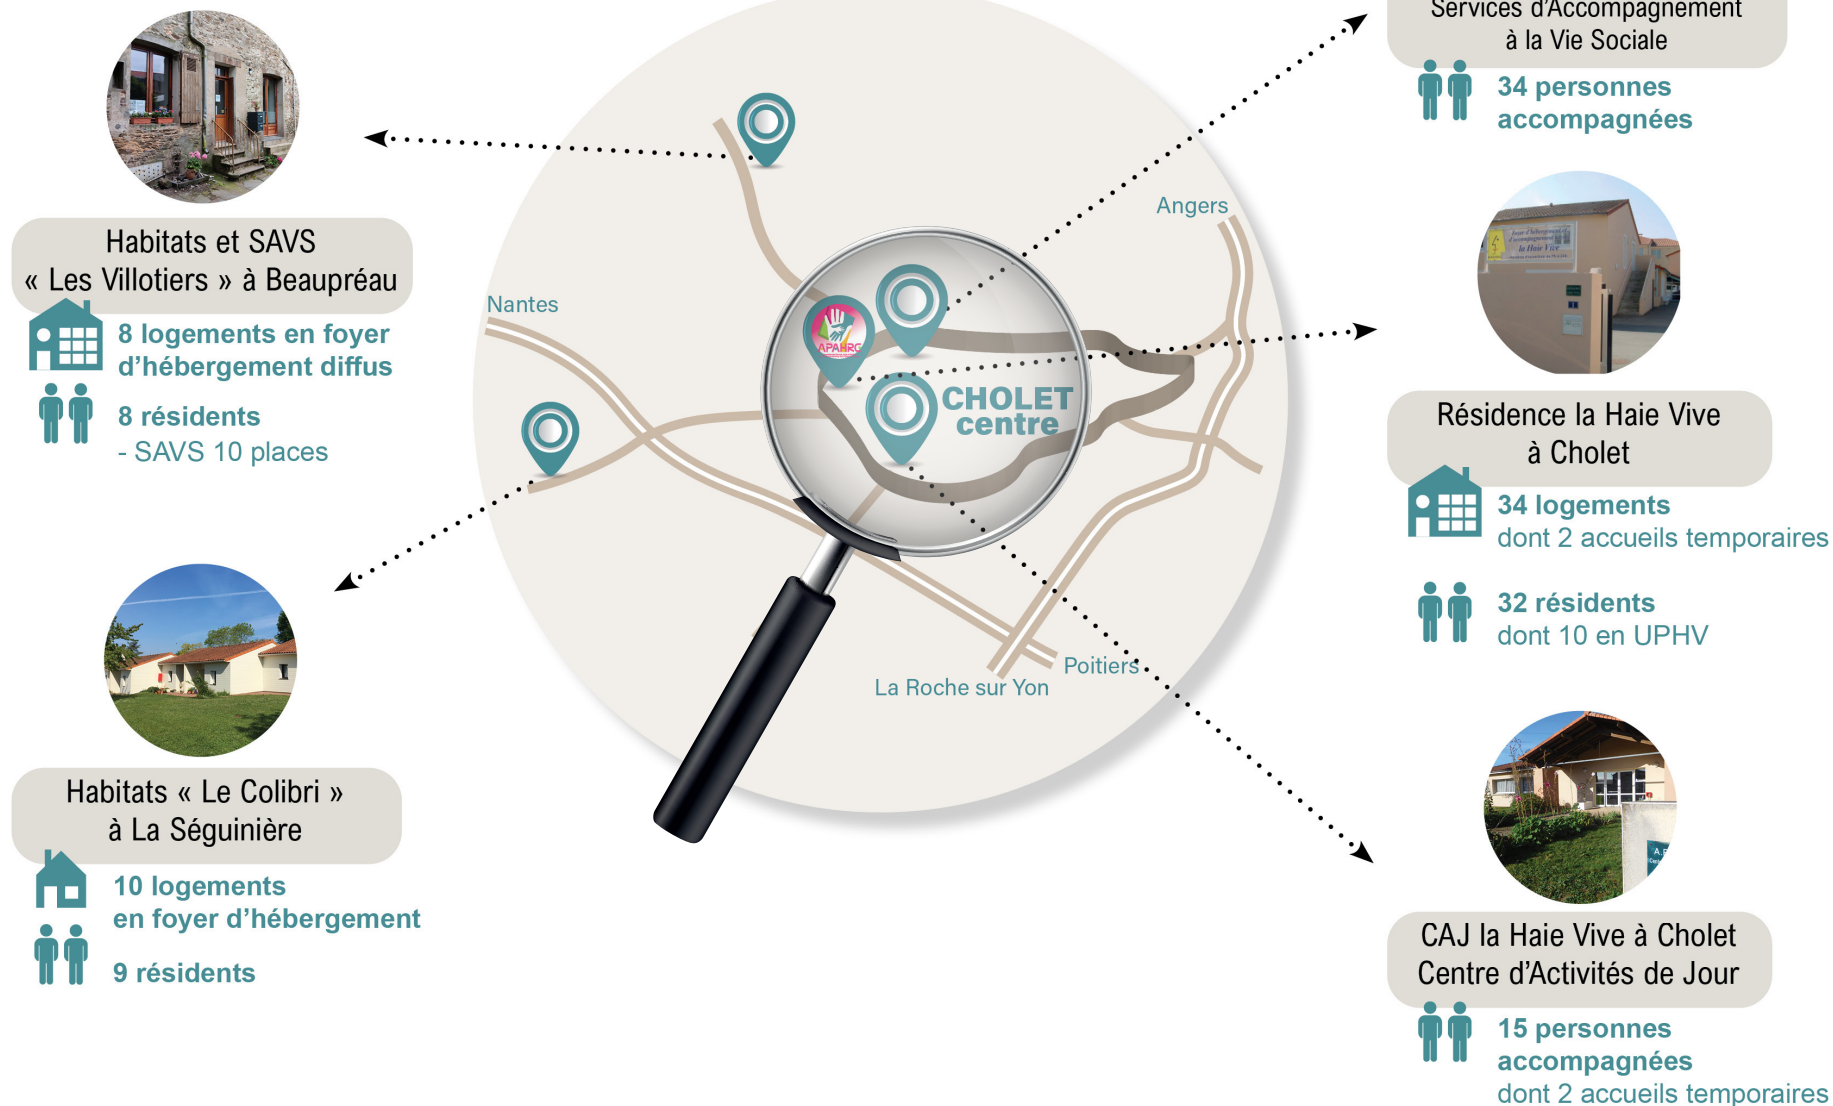 Habitats et SAVS
« Les Villotiers » à Beaupréau
8 logements en foyer
d’hébergement diffus
8 résidents
- SAVS 10 places
Habitats « Le Colibri »
à La Séguinière
10 logements
en foyer d’hébergement
9 résidents
Nantes
Angers
APAHRG
CHOLET
centre
Poitiers
La Roche sur Yon
Services d’Accompagnement
à la Vie Sociale
34 personnes
accompagnées
la Haie Vive
Résidence la Haie Vive
à Cholet
34 logements
dont 2 accueils temporaires
32 résidents
dont 10 en UPHV
CAJ la Haie Vive à Cholet
Centre d’Activités de Jour
15 personnes
accompagnées
dont 2 accueils temporaires